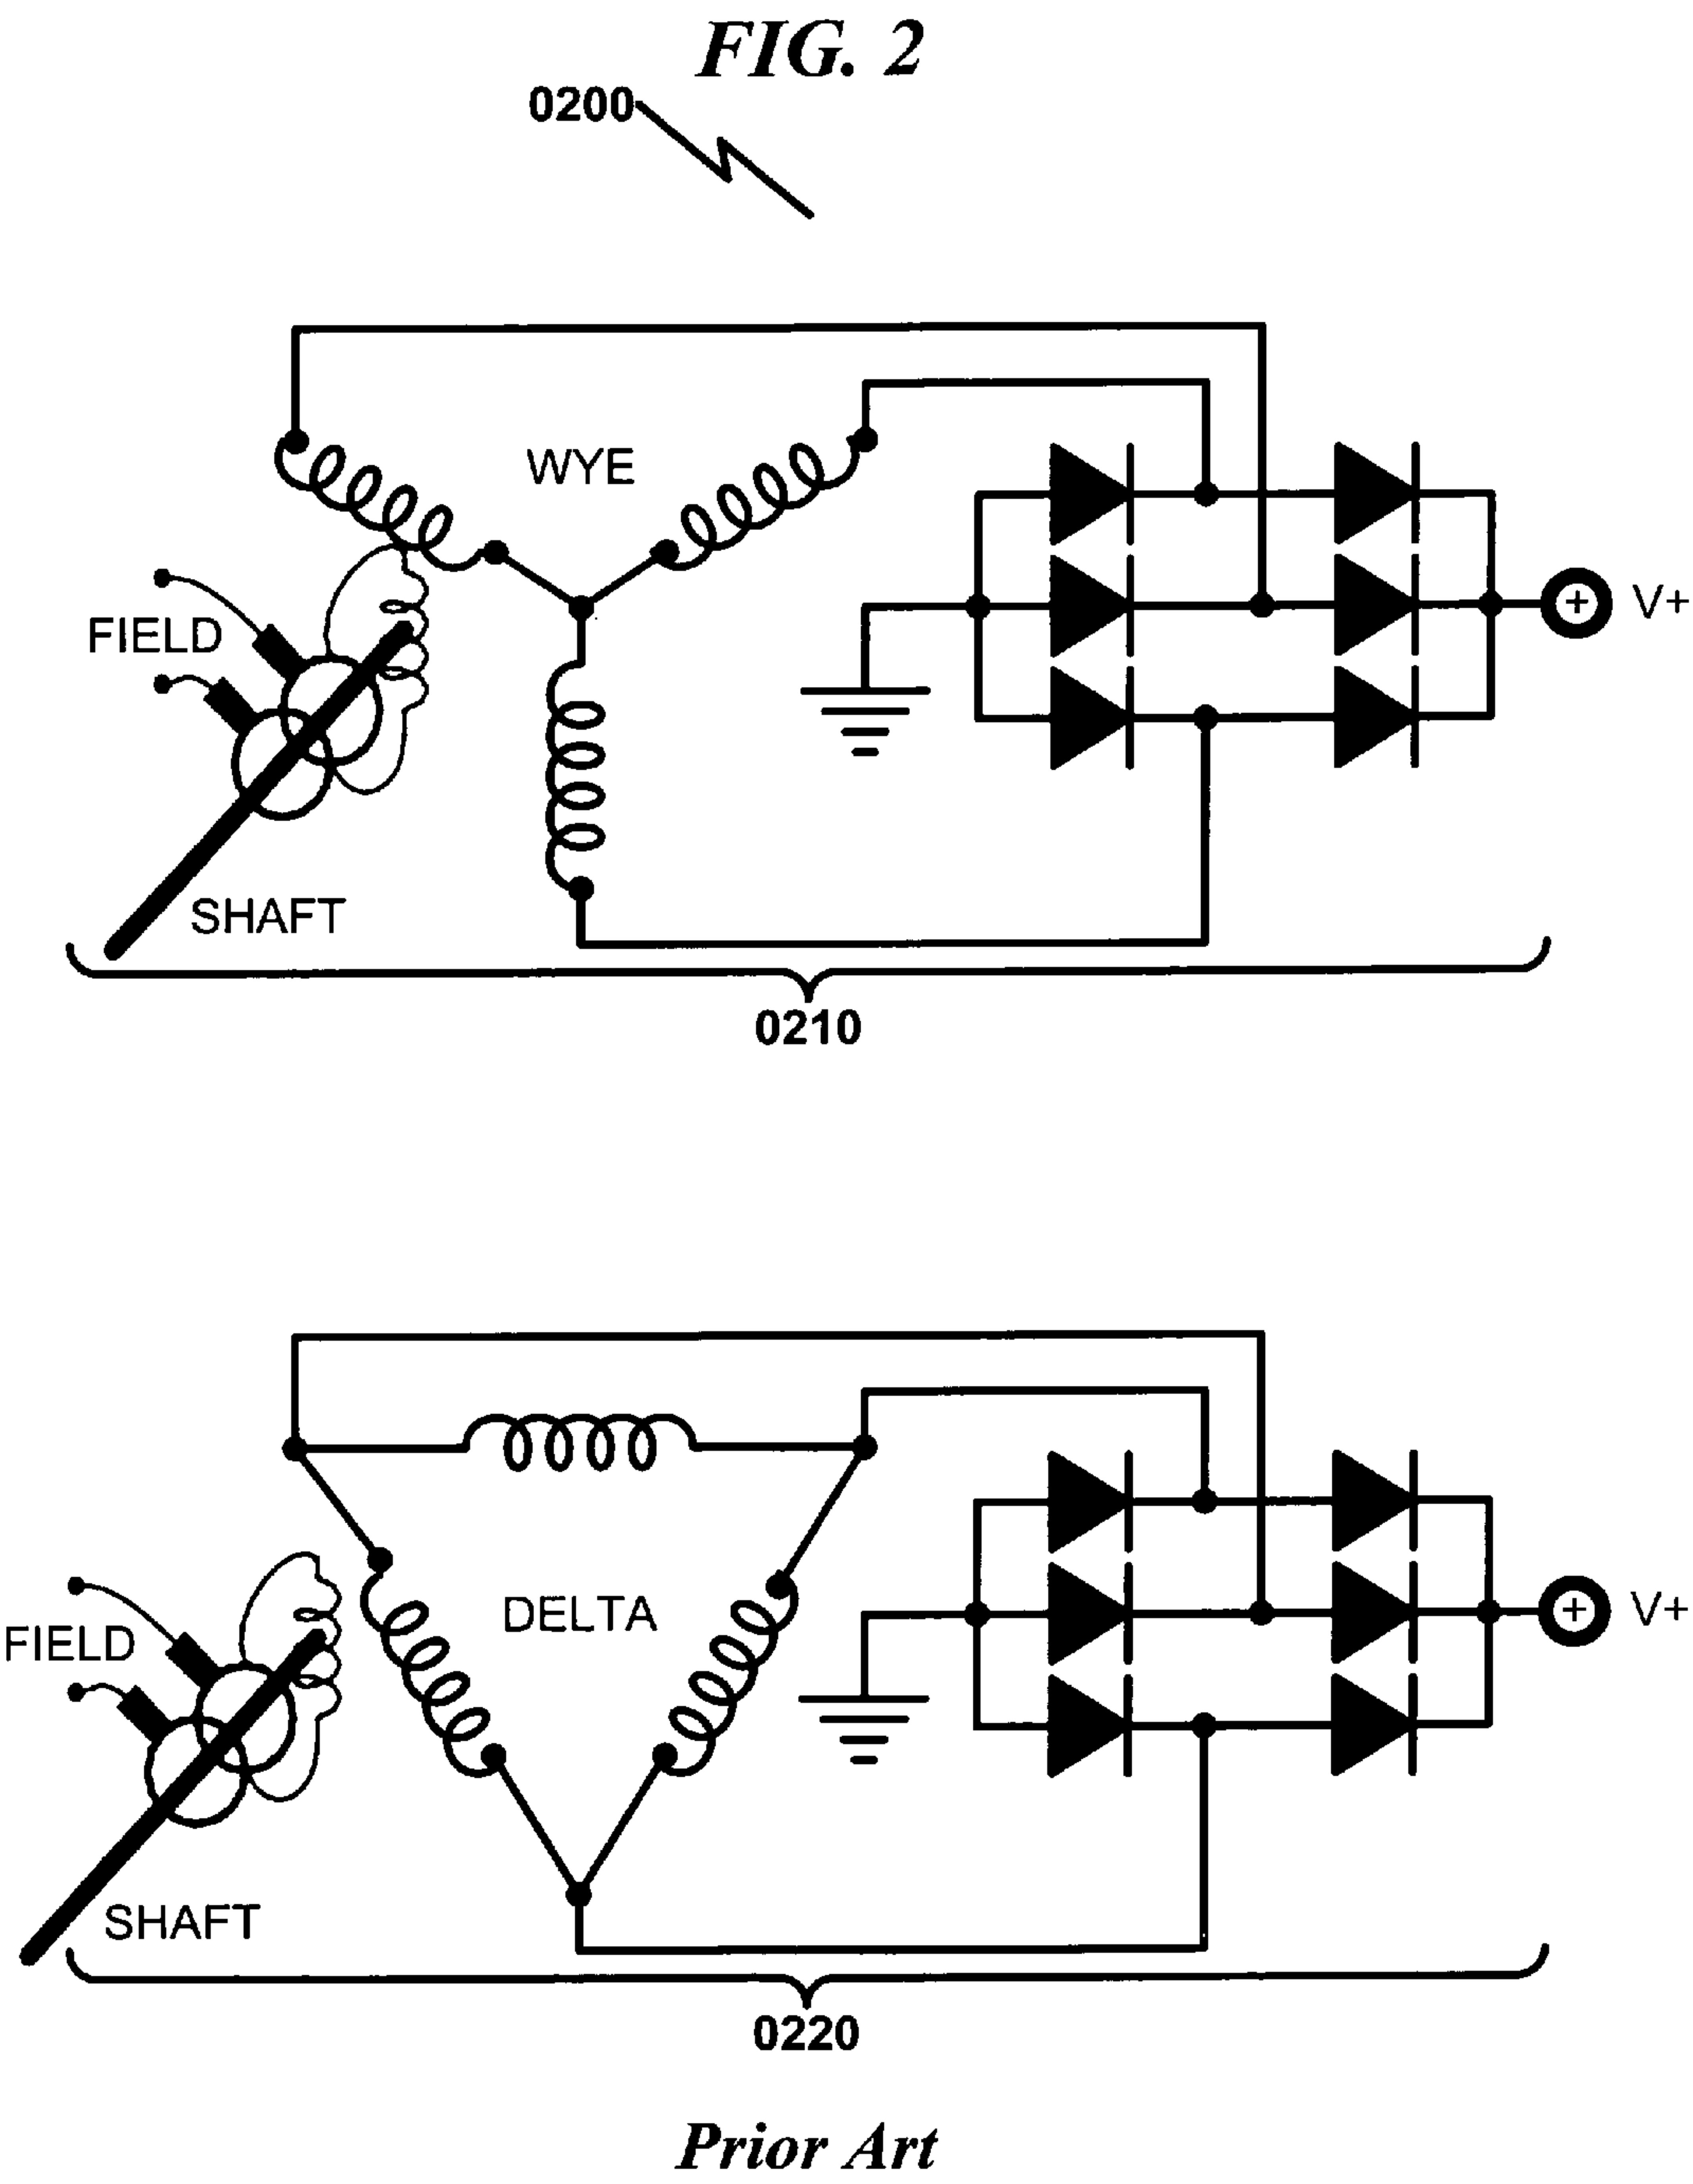 FIG. 2
0200
WYE
FIELD
+ V+
SHAFT
0210
DELTA
FIELD
+ V+
SHAFT
0220
Prior Art